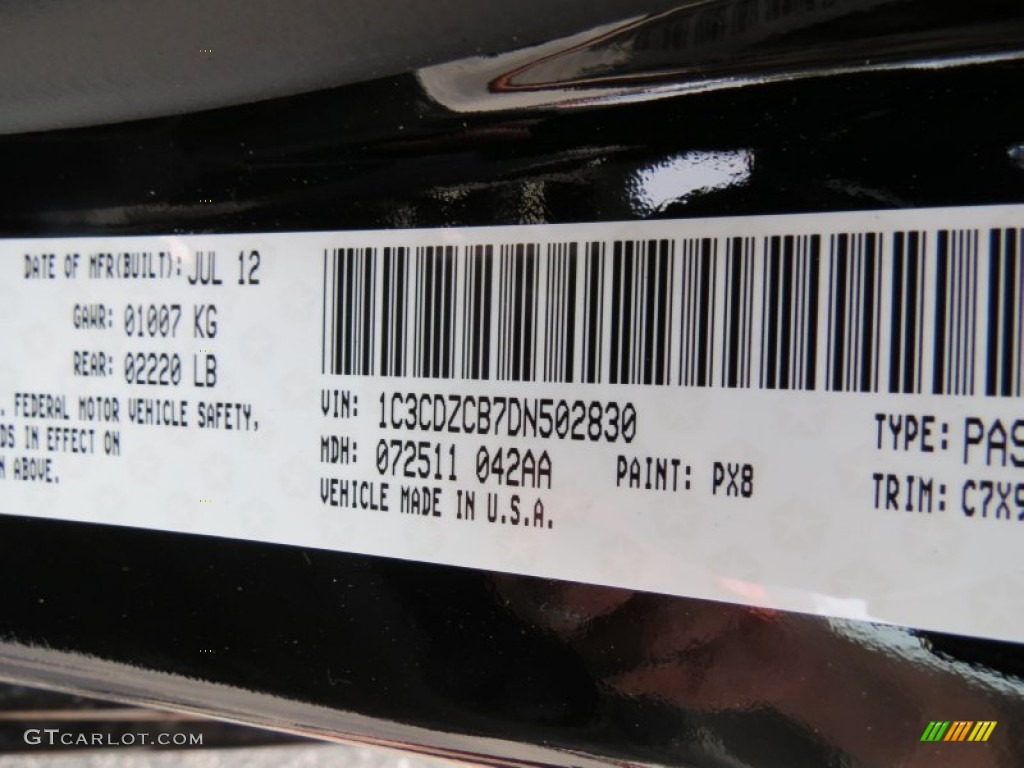 DATE OF MFR(BUILT): JUL 12
GAWR: 01007 KG
REAR: 02220 LB
. FEDERAL MOTOR VEHICLE SAFETY,
DS IN EFFECT ON
N ABOVE.
VIN: 1C3CDZCB7DN502830
MDH: 072511 042AA
PAINT: PX8
VEHICLE MADE IN U.S.A.
TYPE: PAS
TRIM: C7X9
GTCARLOT.COM